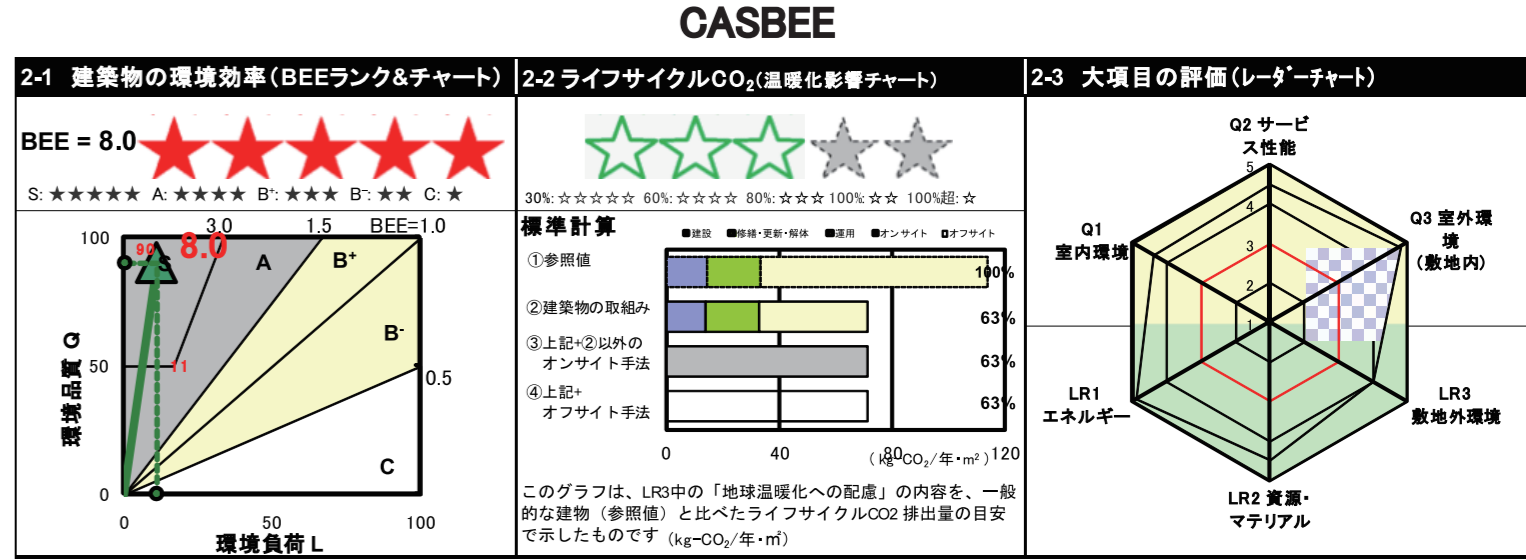 CASBEE
2-1 建築物の環境効率(BEEランク&チャート)
BEE = 8.0
S: ★★★★★ A: ★★★★ B⁺: ★★★ B⁻: ★★ C: ★
3.0 1.5 BEE=1.0
100
90
8.0
S
A
B⁺
B⁻
50
11
0.5
C
0
0 50 100
環境品質 Q
環境負荷 L
2-2 ライフサイクルCO₂(温暖化影響チャート)
30%: ☆☆☆☆☆ 60%: ☆☆☆☆ 80%: ☆☆☆ 100%: ☆☆ 100%超: ☆
標準計算
■建設 ■修繕・更新・解体 ■運用 ■オンサイト □オフサイト
①参照値
100%
②建築物の取組み
63%
③上記+②以外の
オンサイト手法
63%
④上記+
オフサイト手法
63%
0 40 80 120
(kg-CO₂/年・m²)
このグラフは、LR3中の「地球温暖化への配慮」の内容を、一般
的な建物(参照値)と比べたライフサイクルCO2 排出量の目安
で示したものです (kg-CO₂/年・㎡)
2-3 大項目の評価(レーダーチャート)
Q2 サービ
ス性能
5
4
3
2
1
Q1
室内環境
Q3 室外環
境
(敷地内)
LR1
エネルギー
LR3
敷地外環境
LR2 資源・
マテリアル